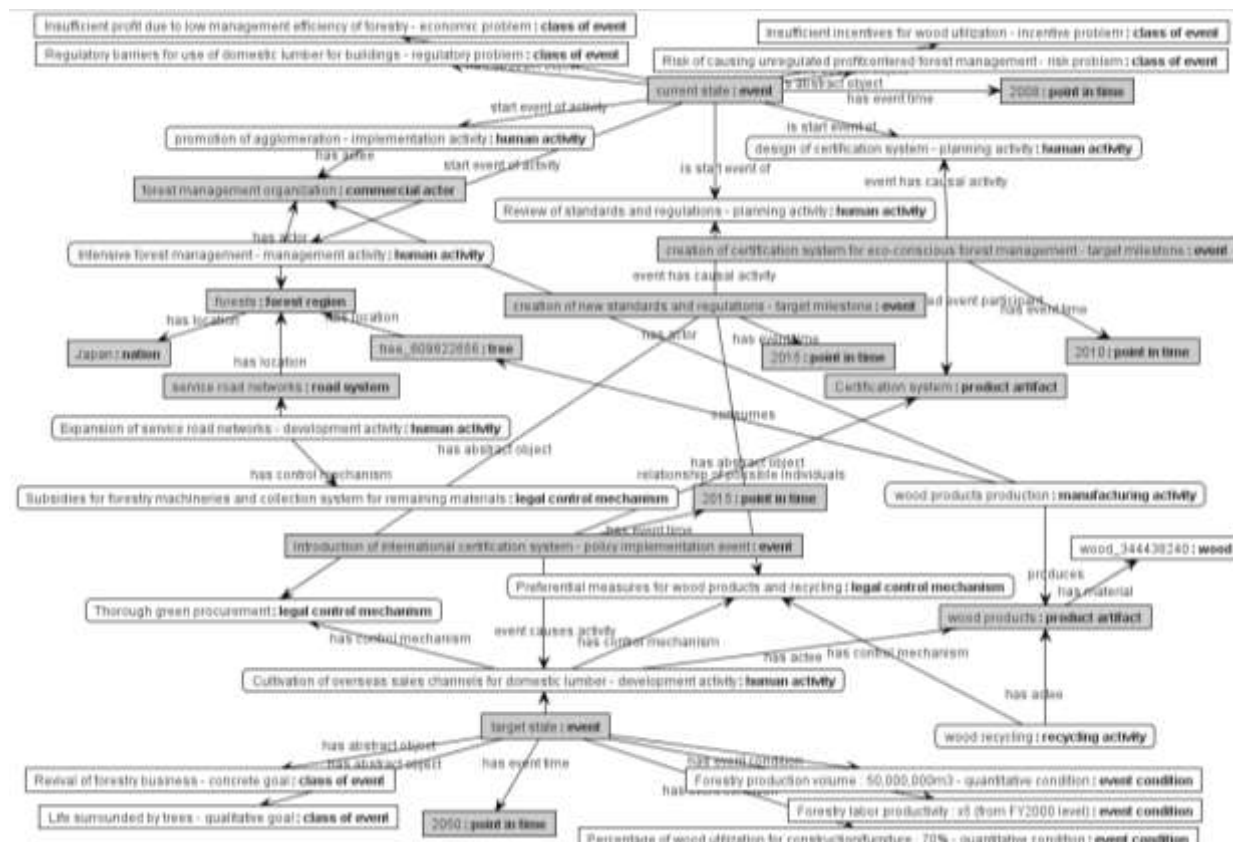 Insufficient profit due to low management efficiency of forestry - economic problem : class of event
Insufficient incentives for wood utilization - incentive problem : class of event
Regulatory barriers for use of domestic lumber for buildings - regulatory problem : class of event
Risk of causing unregulated profitcentered forest management - risk problem : class of event
current state : event
has event time
2008 : point in time
start event of activity
is start event of
promotion of agglomeration - implementation activity : human activity
design of certification system - planning activity : human activity
has actee
start event of activity
is start event of
event has causal activity
forest management organization : commercial actor
Review of standards and regulations - planning activity : human activity
has actor
Intensive forest management - management activity : human activity
creation of certification system for eco-conscious forest management - target milestone : event
event has causal activity
forests : forest region
creation of new standards and regulations - target milestone : event
ed event participant
has event time
has location
has location
has actor
has event time
Japan : nation
tree_609822656 : tree
2015 : point in time
2010 : point in time
has location
service road networks : road system
Certification system : product artifact
consumes
Expansion of service road networks - development activity : human activity
has abstract object
has abstract object
has control mechanism
relationship of possible individuals
Subsidies for forestry machineries and collection system for remaining materials : legal control mechanism
2015 : point in time
wood products production : manufacturing activity
has event time
Introduction of international certification system - policy implementation event : event
wood_344438240 : wood
Preferential measures for wood products and recycling : legal control mechanism
produces
has material
Thorough green procurement : legal control mechanism
wood products : product artifact
event causes activity
has control mechanism
has control mechanism
has actee
has control mechanism
Cultivation of overseas sales channels for domestic lumber - development activity : human activity
has actee
target state : event
wood recycling : recycling activity
has abstract object
has abstract object
has event time
has event condition
Revival of forestry business - concrete goal : class of event
Forestry production volume : 50,000,000m3 - quantitative condition : event condition
Forestry labor productivity : x5 (from FY2000 level) : event condition
Life surrounded by trees - qualitative goal : class of event
2050 : point in time
Percentage of wood utilization for construction/furniture : 70% - quantitative condition : event condition